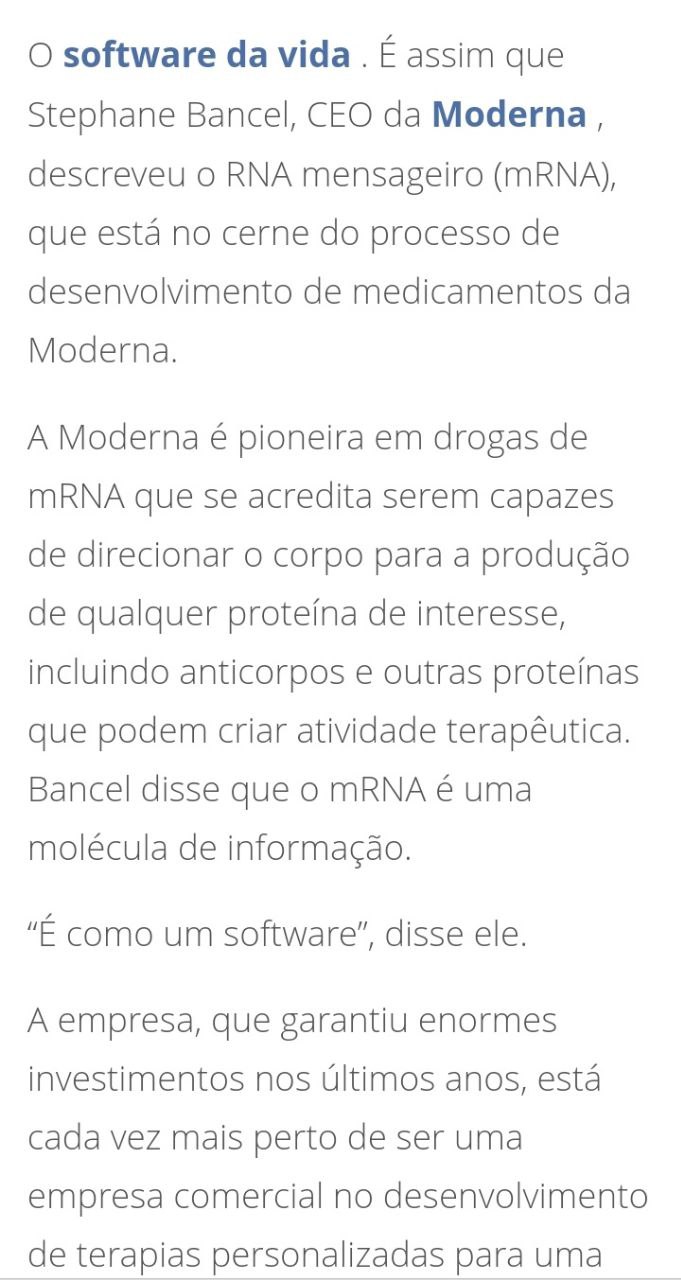 O software da vida . É assim que
Stephane Bancel, CEO da Moderna ,
descreveu o RNA mensageiro (mRNA),
que está no cerne do processo de
desenvolvimento de medicamentos da
Moderna.
A Moderna é pioneira em drogas de
mRNA que se acredita serem capazes
de direcionar o corpo para a produção
de qualquer proteína de interesse,
incluindo anticorpos e outras proteínas
que podem criar atividade terapêutica.
Bancel disse que o mRNA é uma
molécula de informação.
“É como um software”, disse ele.
A empresa, que garantiu enormes
investimentos nos últimos anos, está
cada vez mais perto de ser uma
empresa comercial no desenvolvimento
de terapias personalizadas para uma